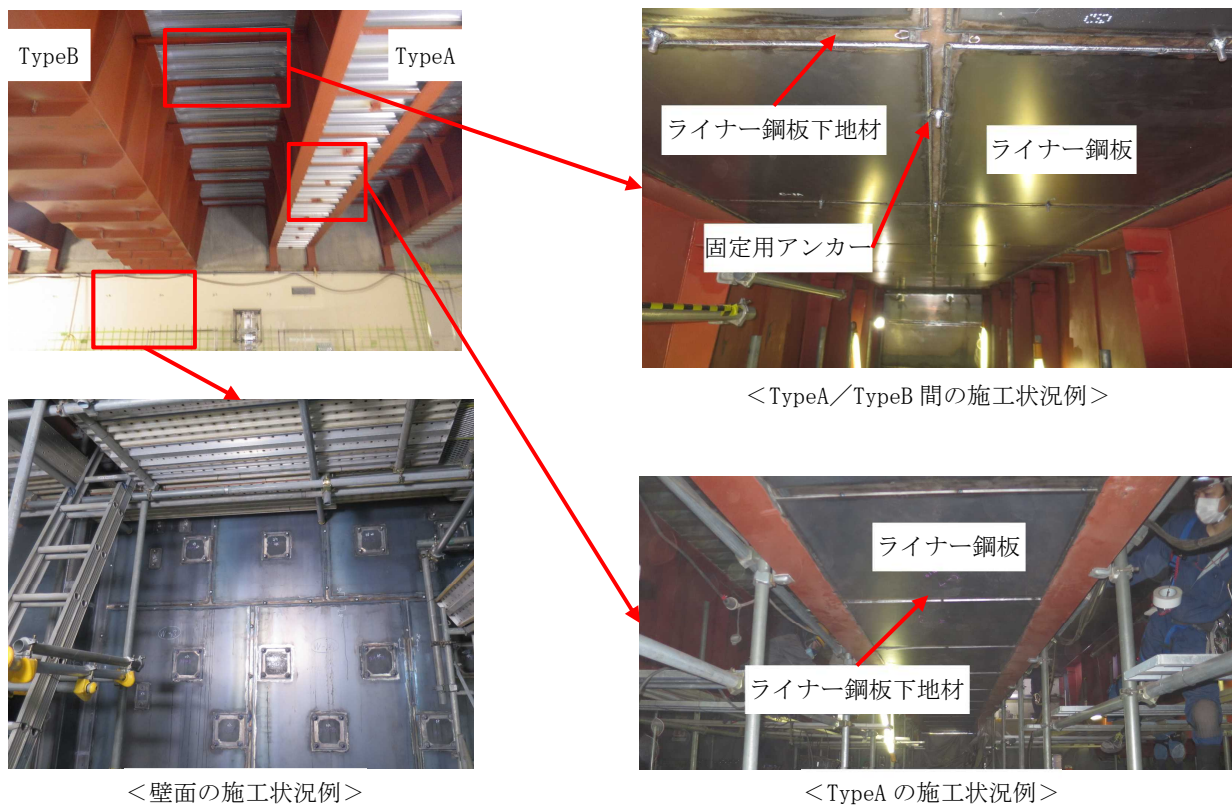 TypeB
TypeA
ライナー鋼板下地材
ライナー鋼板
固定用アンカー
＜TypeA／TypeB 間の施工状況例＞
ライナー鋼板
ライナー鋼板下地材
＜壁面の施工状況例＞
＜TypeA の施工状況例＞